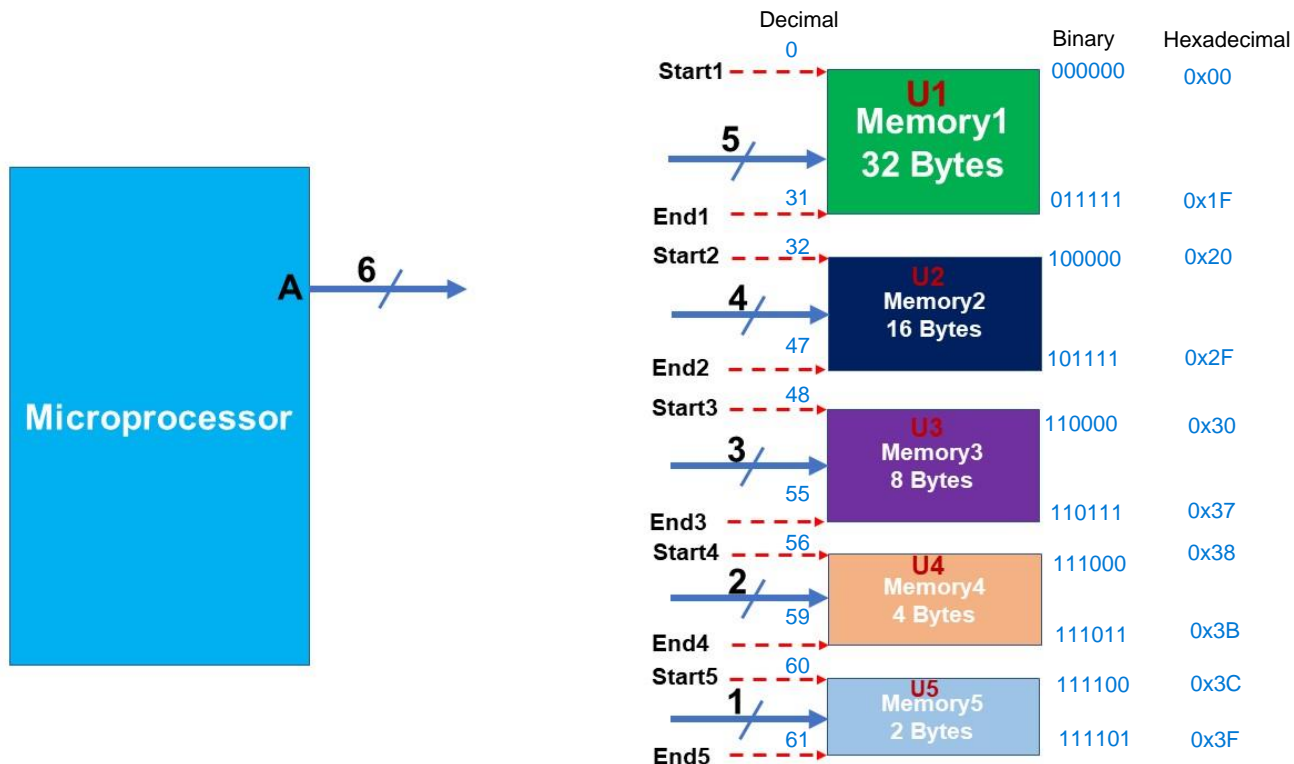 Decimal
Binary Hexadecimal
0
Start1 000000 0x00
U1
Memory1
32 Bytes
5
31
End1 011111 0x1F
32
Start2 100000 0x20
U2
Memory2
16 Bytes
4
47
End2 101111 0x2F
48
Start3 110000 0x30
U3
Memory3
8 Bytes
3
55
End3 110111 0x37
56
Start4 111000 0x38
U4
Memory4
4 Bytes
2
59
End4 111011 0x3B
60
Start5 111100 0x3C
U5
Memory5
2 Bytes
1
61
End5 111101 0x3F
A 6
Microprocessor